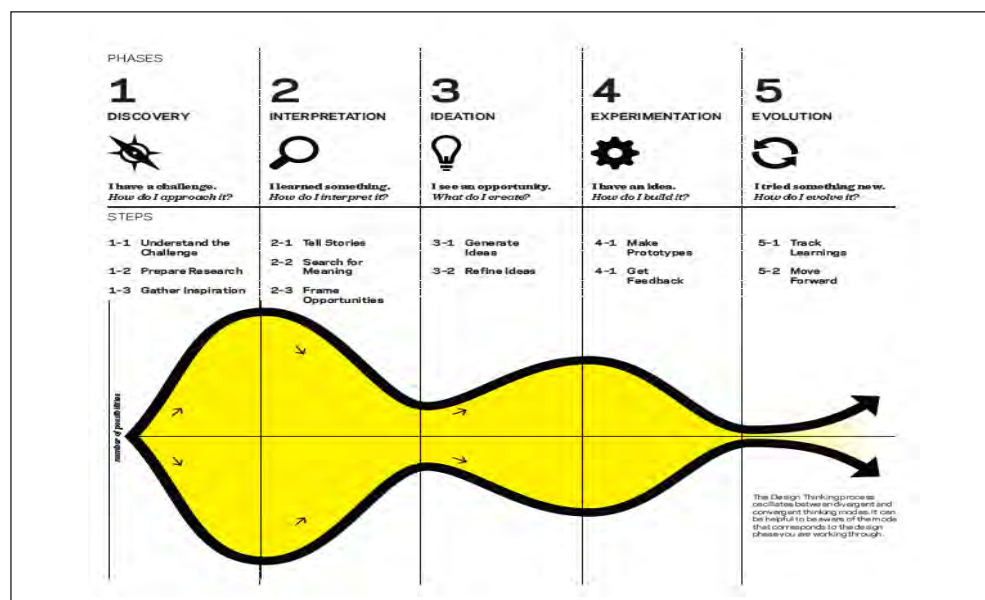 PHASES
1
DISCOVERY
I have a challenge.
How do I approach it?
2
INTERPRETATION
I learned something.
How do I interpret it?
3
IDEATION
I see an opportunity.
What do I create?
4
EXPERIMENTATION
I have an idea.
How do I build it?
5
EVOLUTION
I tried something new.
How do I evolve it?
STEPS
1-1 Understand the
Challenge
1-2 Prepare Research
1-3 Gather Inspiration
2-1 Tell Stories
2-2 Search for
Meaning
2-3 Frame
Opportunities
3-1 Generate
Ideas
3-2 Refine Ideas
4-1 Make
Prototypes
4-1 Get
Feedback
5-1 Track
Learnings
5-2 Move
Forward
number of possibilities
The Design Thinking process
oscillates between divergent and
convergent thinking modes. It can
be helpful to be aware of the mode
that corresponds to the design
phase you are working through.